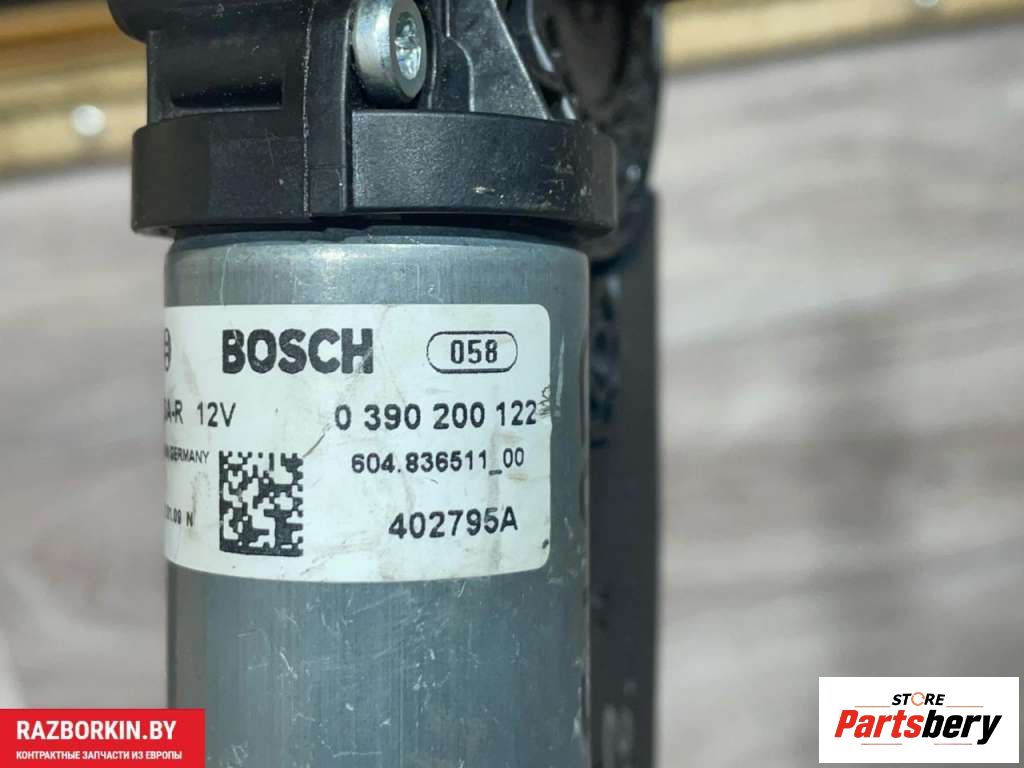 BOSCH 058
A-R 12V 0 390 200 122
GERMANY 604.836511_00
.09 N 402795A
RAZBORKIN.BY
КОНТРАКТНЫЕ ЗАПЧАСТИ ИЗ ЕВРОПЫ
STORE
Partsbery